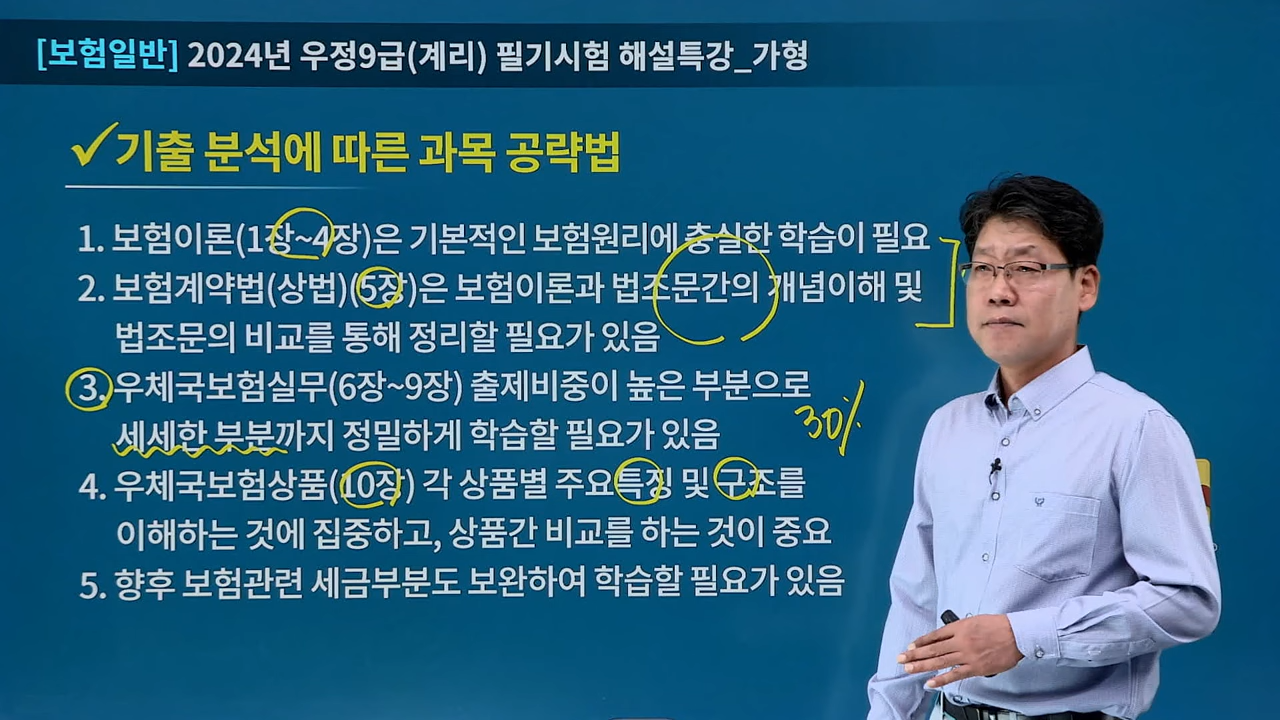 [보험일반] 2024년 우정9급(계리) 필기시험 해설특강_가형
✓기출 분석에 따른 과목 공략법
1. 보험이론(1장~4장)은 기본적인 보험원리에 충실한 학습이 필요
2. 보험계약법(상법)(5장)은 보험이론과 법조문간의 개념이해 및
법조문의 비교를 통해 정리할 필요가 있음
3. 우체국보험실무(6장~9장) 출제비중이 높은 부분으로
세세한 부분까지 정밀하게 학습할 필요가 있음
30%
4. 우체국보험상품(10장) 각 상품별 주요특징 및 구조를
이해하는 것에 집중하고, 상품간 비교를 하는 것이 중요
5. 향후 보험관련 세금부분도 보완하여 학습할 필요가 있음